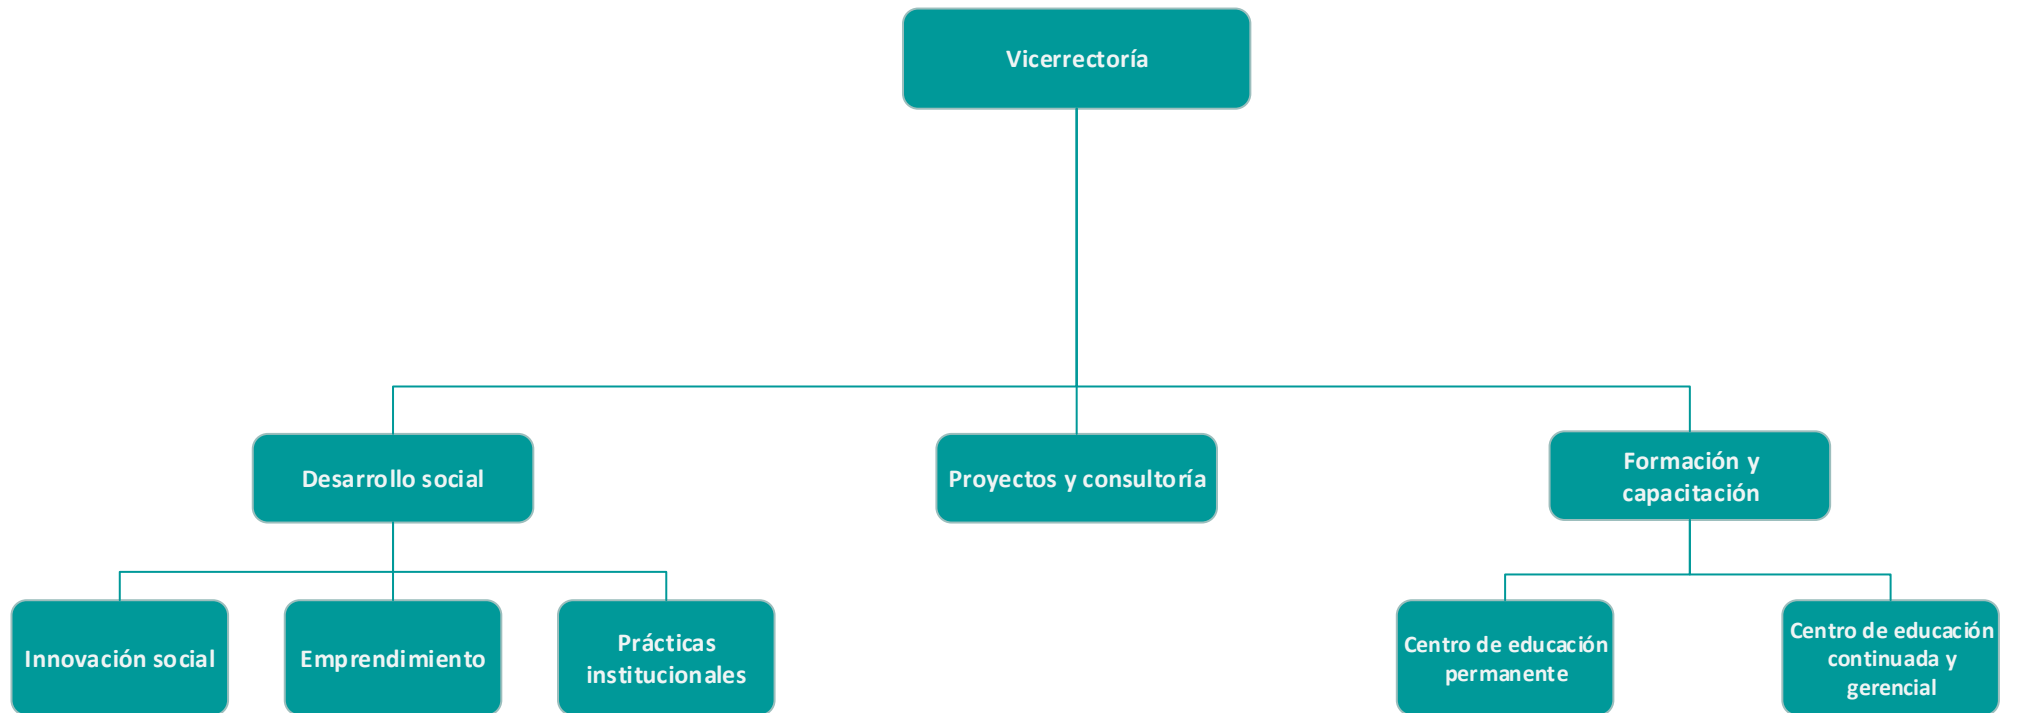 Vicerrectoría
Desarrollo social
Proyectos y consultoría
Formación y
capacitación
Innovación social
Emprendimiento
Prácticas
institucionales
Centro de educación
permanente
Centro de educación
continuada y
gerencial